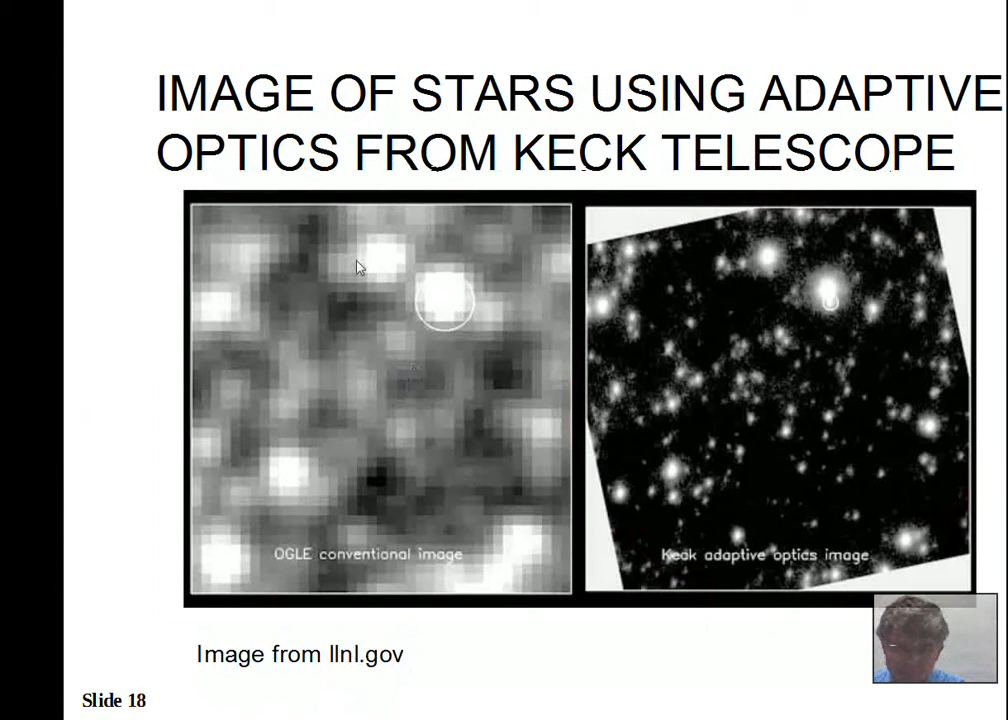 IMAGE OF STARS USING ADAPTIVE
OPTICS FROM KECK TELESCOPE
OGLE conventional image
Keck adaptive optics image
Image from llnl.gov
Slide 18